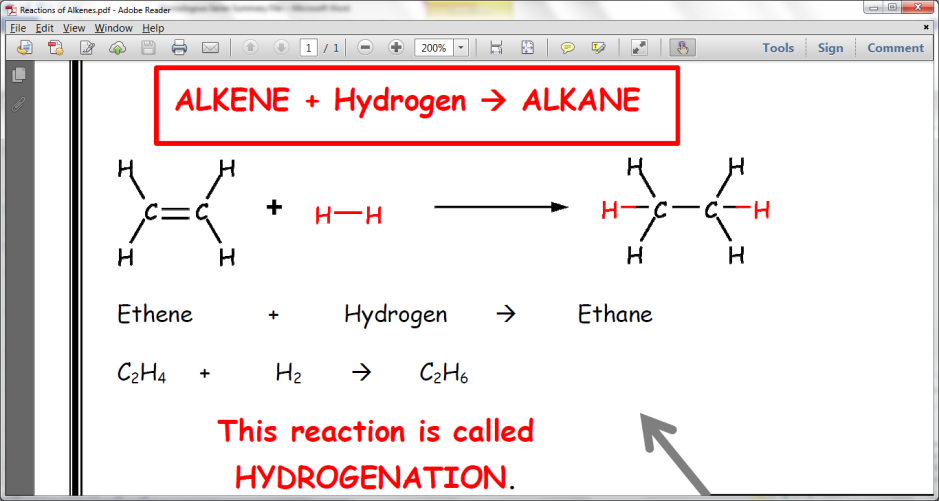 Reactions of Alkenes.pdf - Adobe Reader
File Edit View Window Help
1 / 1 200% Tools Sign Comment
ALKENE + Hydrogen → ALKANE
H H H H
C=C + H—H H—C—C—H
H H H H
Ethene + Hydrogen → Ethane
C₂H₄ + H₂ → C₂H₆
This reaction is called
HYDROGENATION.